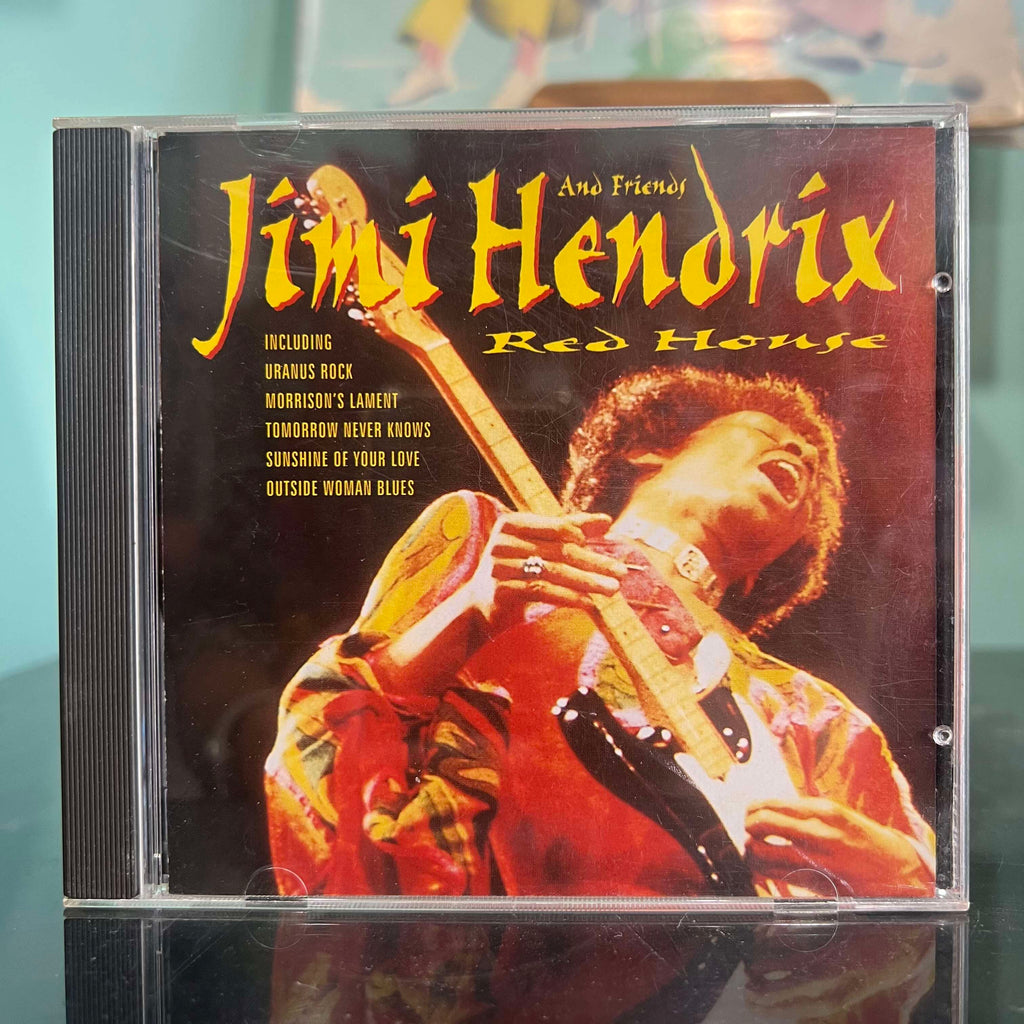 And Friends
Jimi Hendrix
Red House
INCLUDING
URANUS ROCK
MORRISON'S LAMENT
TOMORROW NEVER KNOWS
SUNSHINE OF YOUR LOVE
OUTSIDE WOMAN BLUES